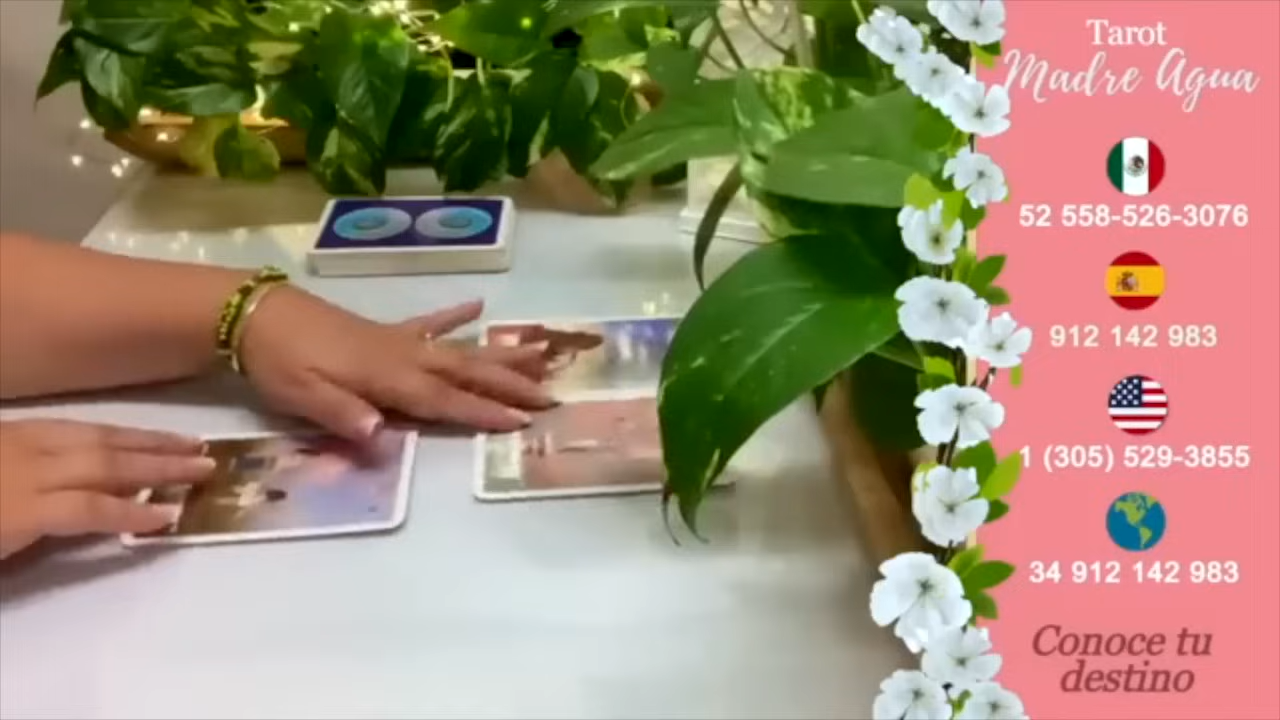 Tarot
Madre Agua
52 558-526-3076
912 142 983
1 (305) 529-3855
34 912 142 983
Conoce tu
destino